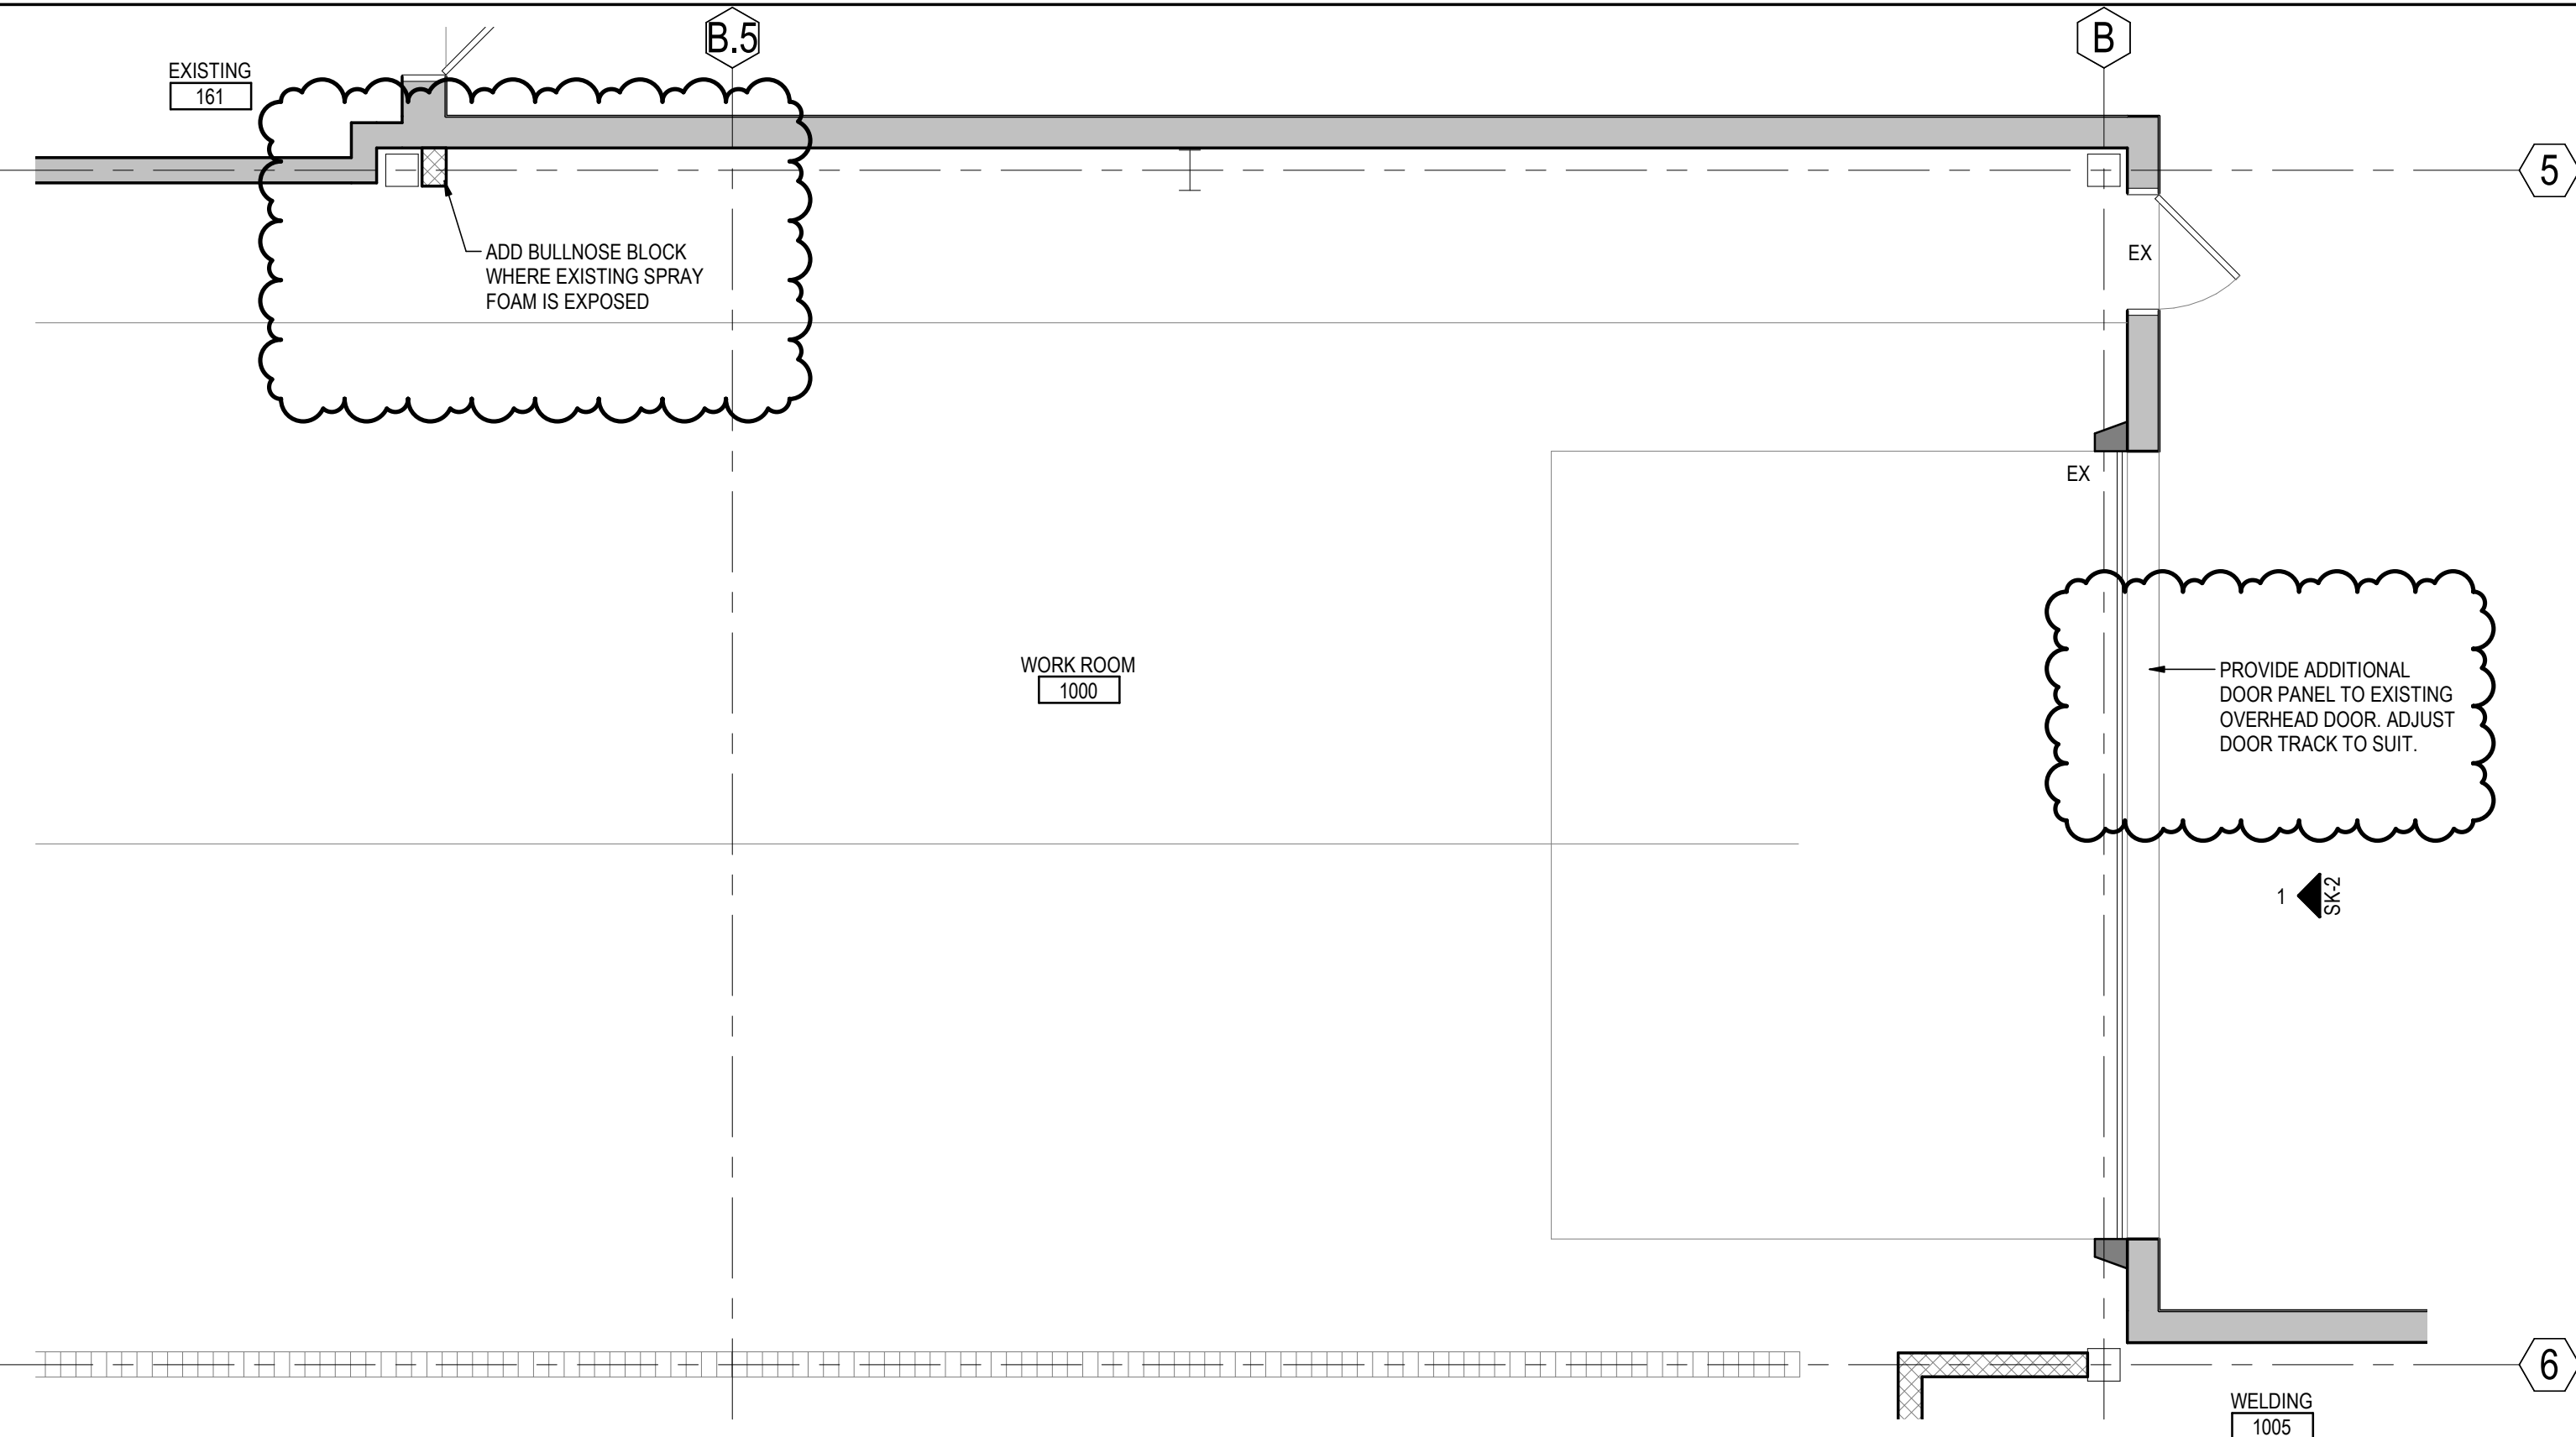 B.5
B
EXISTING
161
5
EX
ADD BULLNOSE BLOCK
WHERE EXISTING SPRAY
FOAM IS EXPOSED
EX
WORK ROOM
1000
PROVIDE ADDITIONAL
DOOR PANEL TO EXISTING
OVERHEAD DOOR. ADJUST
DOOR TRACK TO SUIT.
1
SK-2
6
WELDING
1005